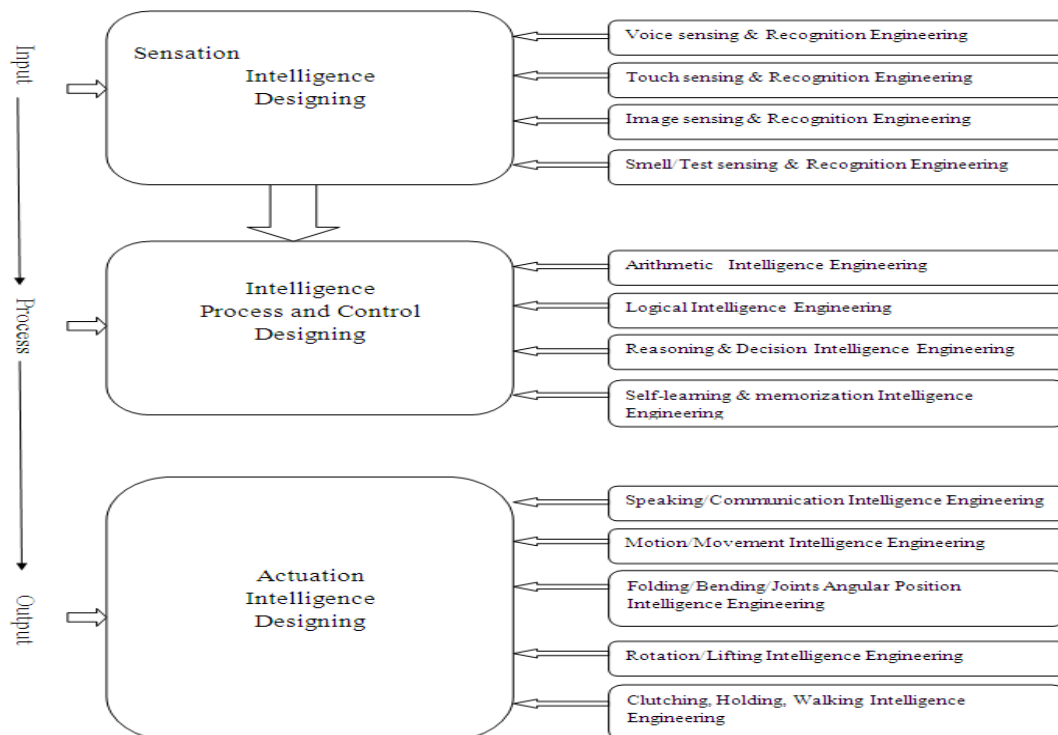 Input
Sensation
Intelligence
Designing
Voice sensing & Recognition Engineering
Touch sensing & Recognition Engineering
Image sensing & Recognition Engineering
Smell/Test sensing & Recognition Engineering
Process
Intelligence
Process and Control
Designing
Arithmetic Intelligence Engineering
Logical Intelligence Engineering
Reasoning & Decision Intelligence Engineering
Self-learning & memorization Intelligence
Engineering
Output
Actuation
Intelligence
Designing
Speaking/Communication Intelligence Engineering
Motion/Movement Intelligence Engineering
Folding/Bending/Joints Angular Position
Intelligence Engineering
Rotation/Lifting Intelligence Engineering
Clutching, Holding, Walking Intelligence
Engineering